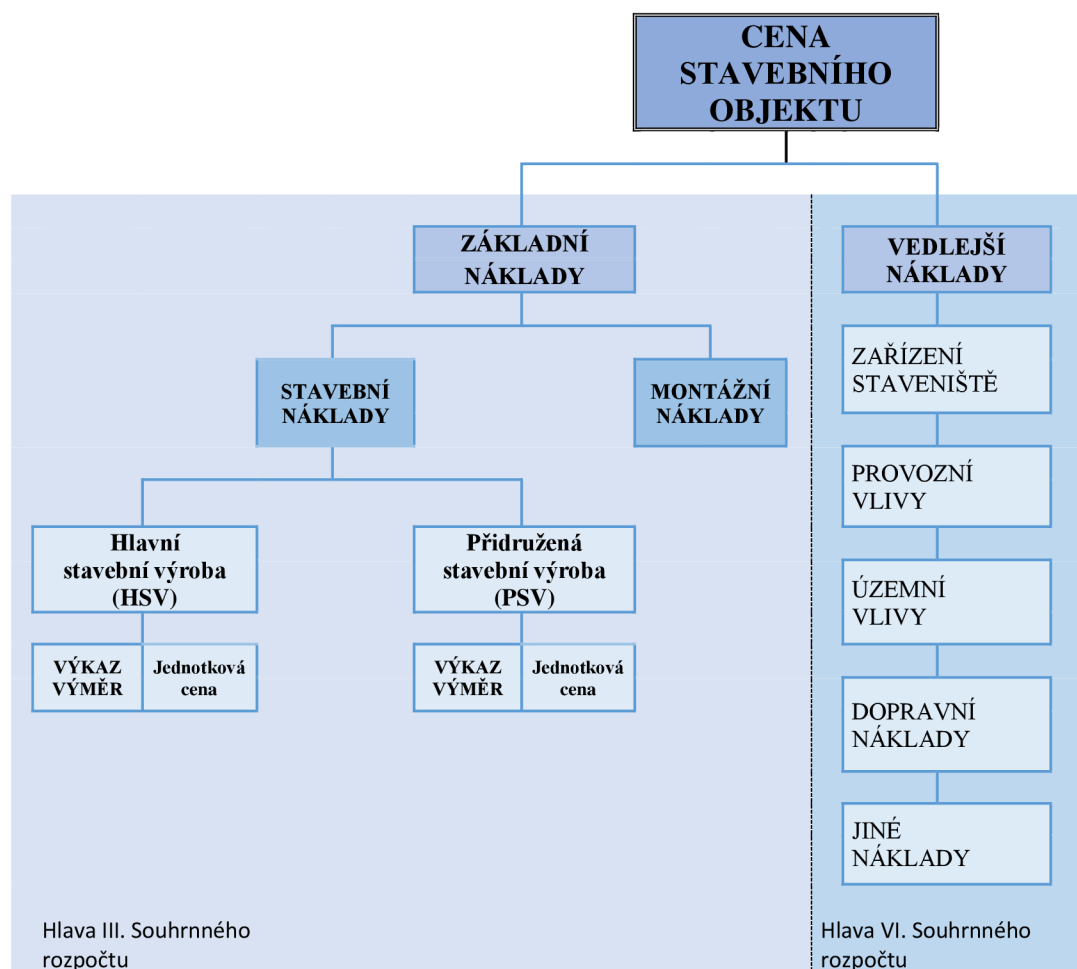 CENA
STAVEBNÍHO
OBJEKTU
ZÁKLADNÍ
NÁKLADY
VEDLEJŠÍ
NÁKLADY
STAVEBNÍ
NÁKLADY
MONTÁŽNÍ
NÁKLADY
ZAŘÍZENÍ
STAVENIŠTĚ
PROVOZNÍ
VLIVY
Hlavní
stavební výroba
(HSV)
Přidružená
stavební výroba
(PSV)
ÚZEMNÍ
VLIVY
VÝKAZ
VÝMĚR
Jednotková
cena
VÝKAZ
VÝMĚR
Jednotková
cena
DOPRAVNÍ
NÁKLADY
JINÉ
NÁKLADY
Hlava III. Souhrnného
rozpočtu
Hlava VI. Souhrnného
rozpočtu